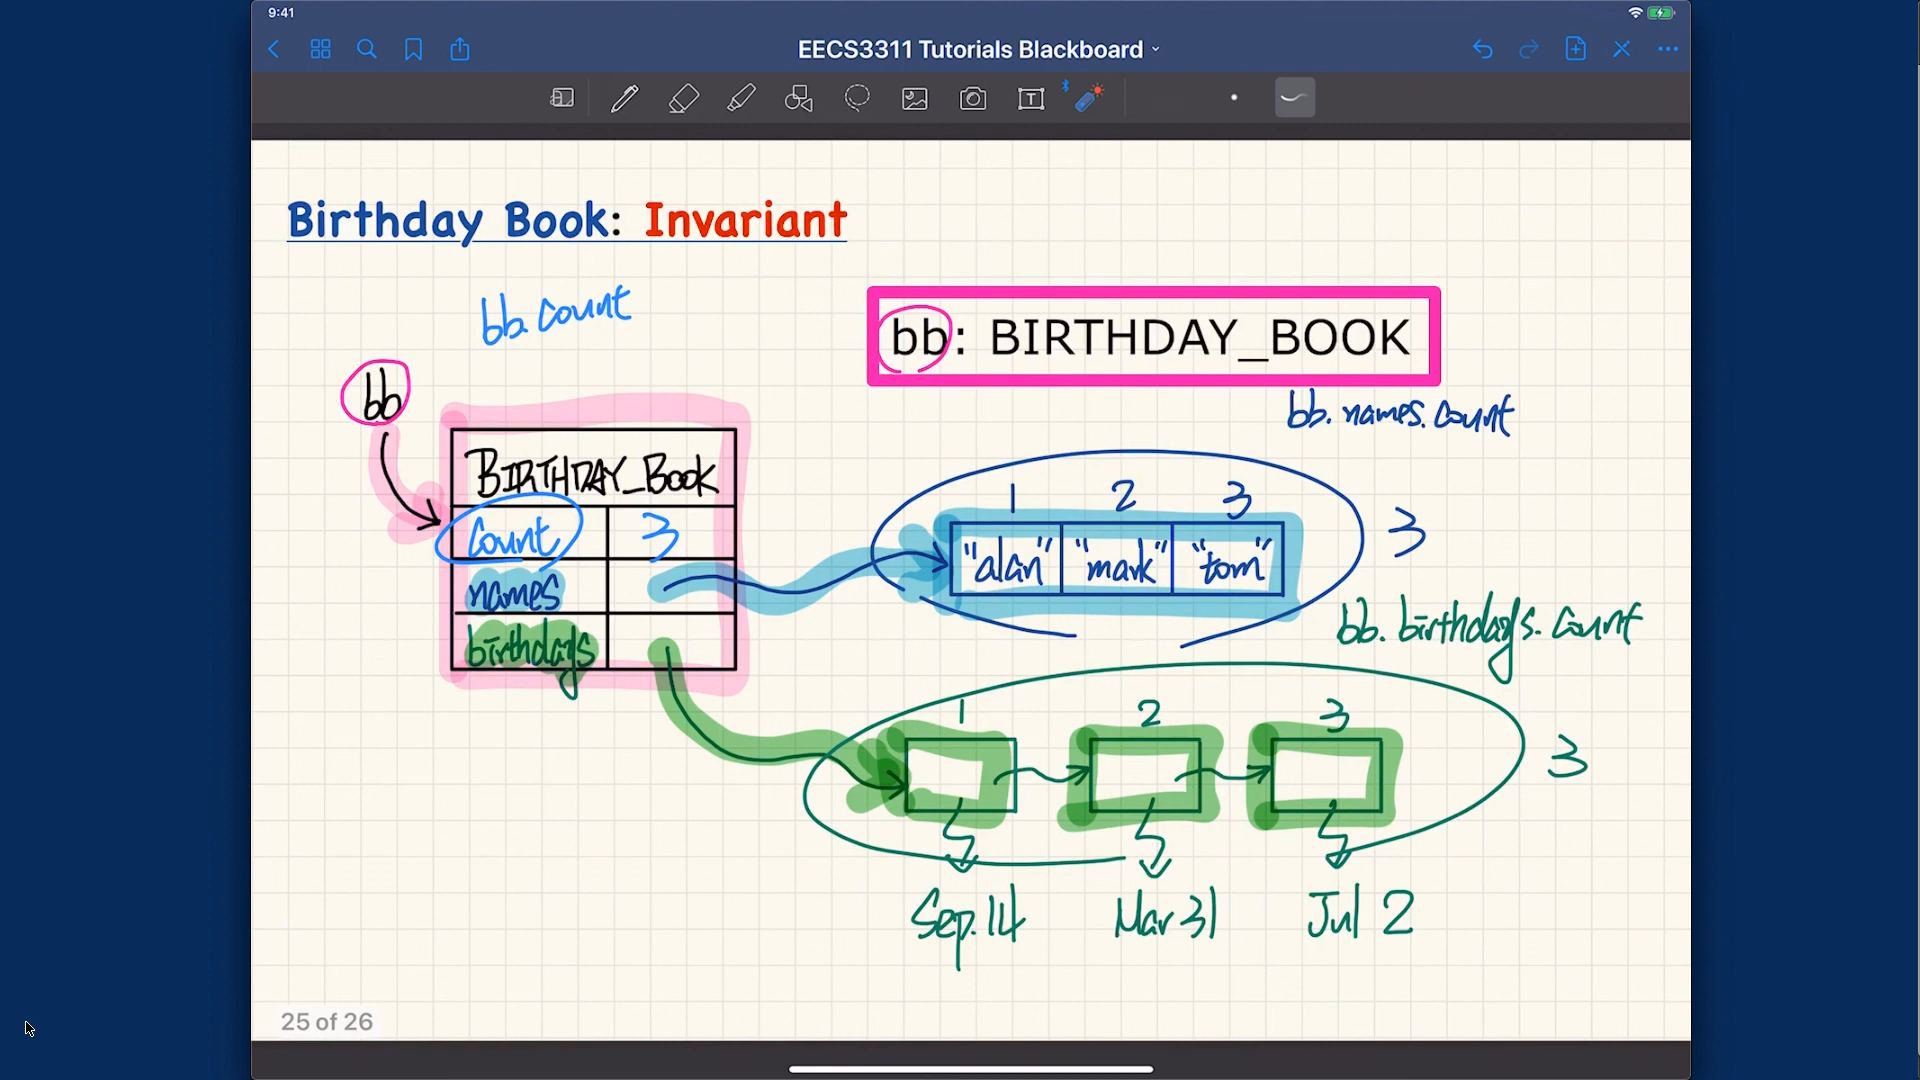 9:41
EECS3311 Tutorials Blackboard
T
Birthday Book: Invariant
bb.count
bb: BIRTHDAY_BOOK
bb
bb.names.count
BIRTHDAY_BOOK
count 3
names
birthdays
1 2 3
"alan" "mark" "tom"
3
bb.birthdays.count
1 2 3
3
Sep.14 Mar 31 Jul 2
25 of 26